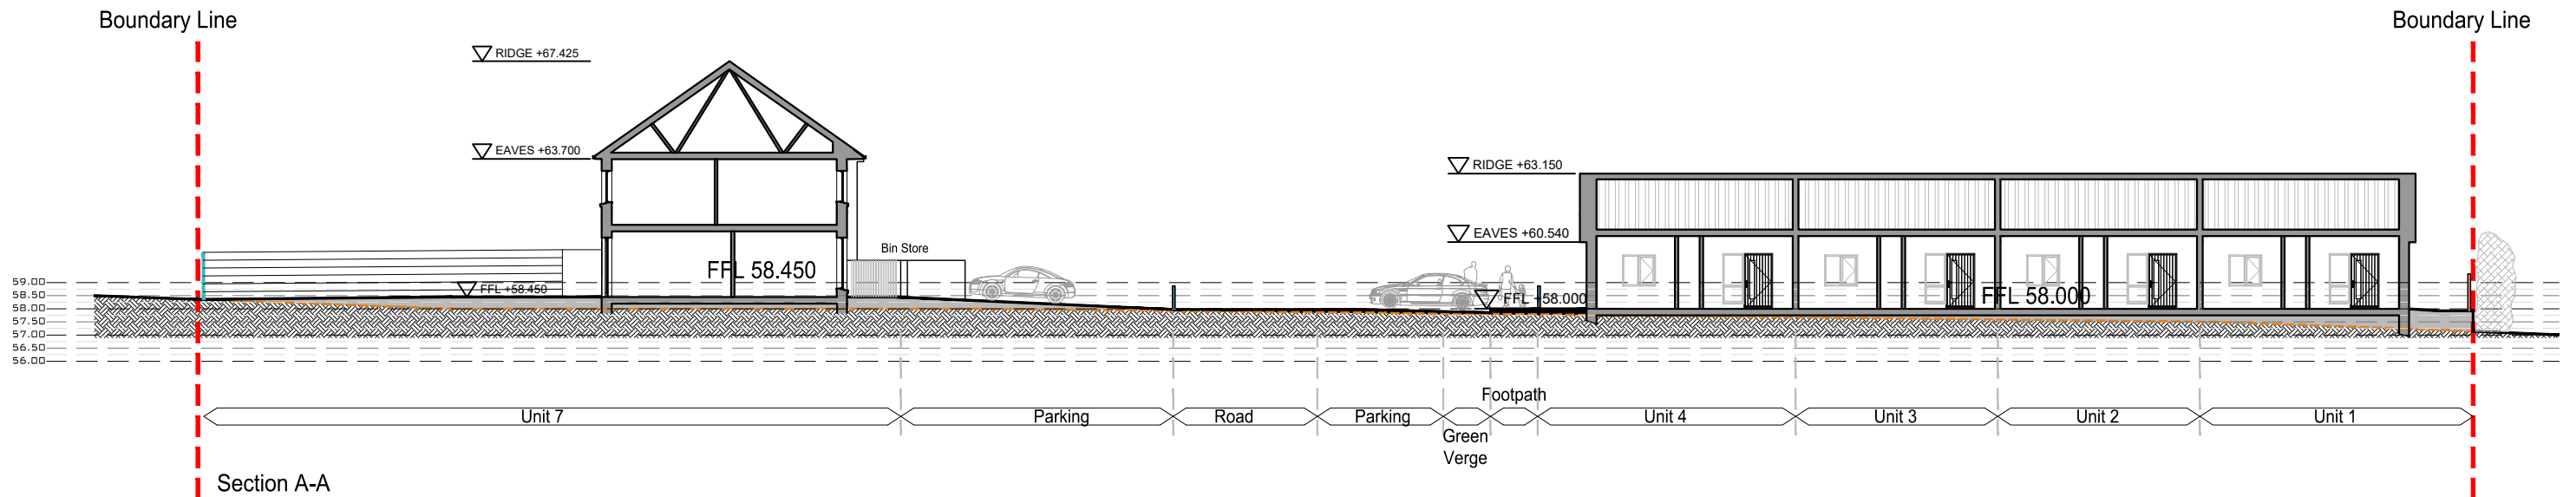 Boundary Line
Boundary Line
RIDGE +67.425
EAVES +63.700
RIDGE +63.150
EAVES +60.540
Bin Store
FFL 58.450
FFL +58.450
FFL +58.000
FFL 58.000
59.00
58.50
58.00
57.50
57.00
56.50
56.00
Footpath
Unit 7
Parking
Road
Parking
Unit 4
Unit 3
Unit 2
Unit 1
Green
Verge
Section A-A